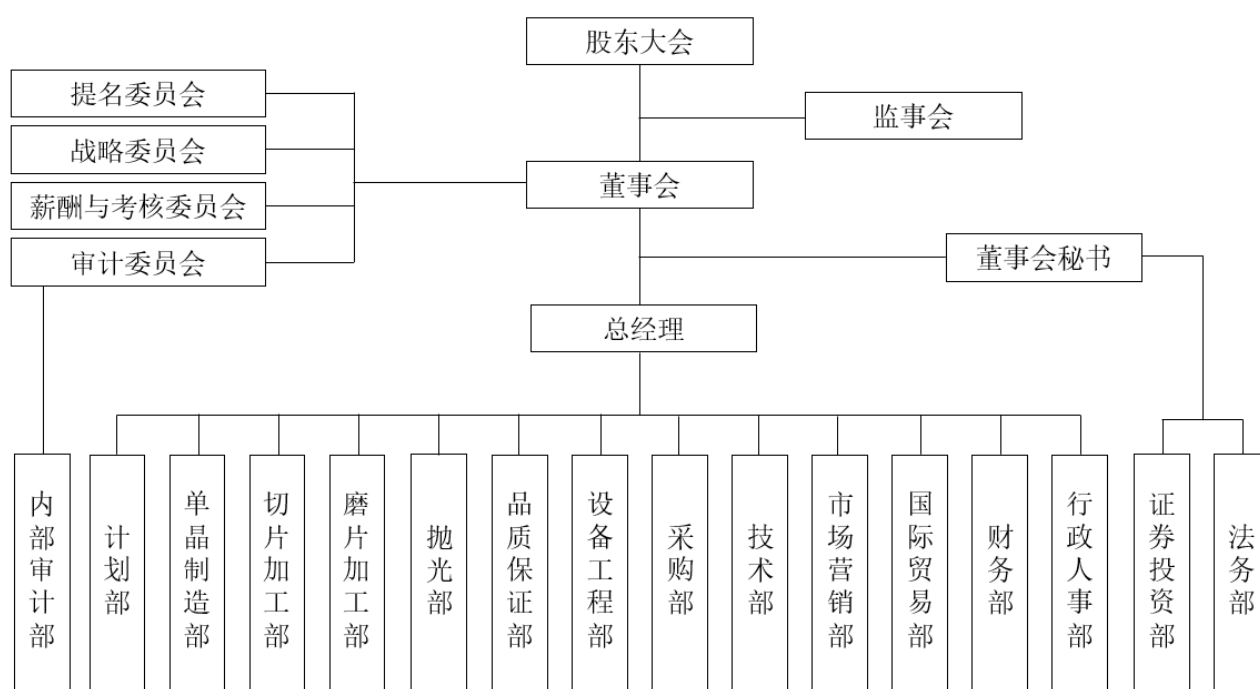 股东大会
提名委员会
监事会
战略委员会
董事会
薪酬与考核委员会
审计委员会
董事会秘书
总经理
内部审计部
计划部
单晶制造部
切片加工部
磨片加工部
抛光部
品质保证部
设备工程部
采购部
技术部
市场营销部
国际贸易部
财务部
行政人事部
证券投资部
法务部